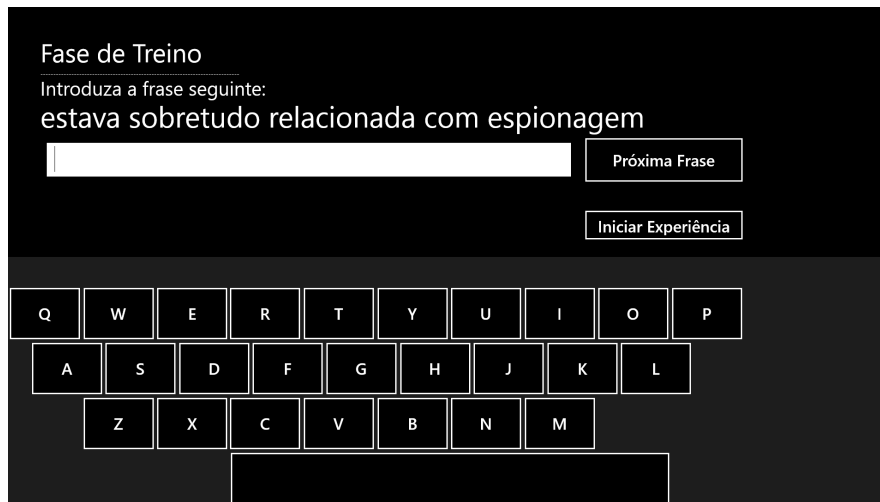 Fase de Treino
Introduza a frase seguinte:
estava sobretudo relacionada com espionagem
Próxima Frase
Iniciar Experiência
Q W E R T Y U I O P
A S D F G H J K L
Z X C V B N M